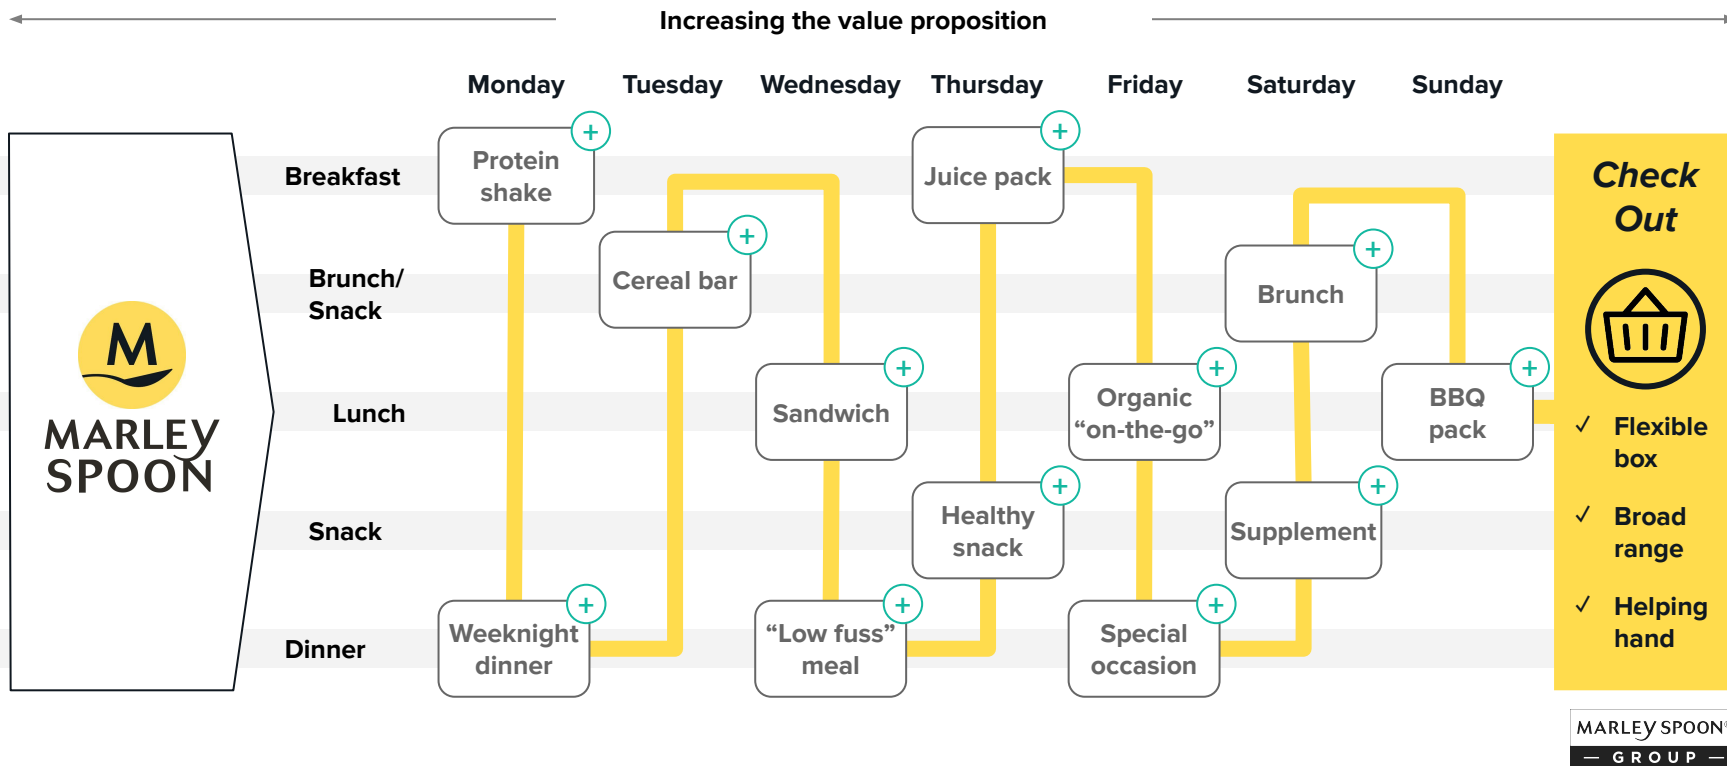 Increasing the value proposition
Monday
Tuesday
Wednesday
Thursday
Friday
Saturday
Sunday
Breakfast
Brunch/
Snack
Lunch
Snack
Dinner
M
MARLEY
SPOON
Protein
shake
+
Weeknight
dinner
+
Cereal bar
+
Sandwich
+
“Low fuss”
meal
+
Juice pack
+
Healthy
snack
+
Organic
“on-the-go”
+
Special
occasion
+
Brunch
+
Supplement
+
BBQ
pack
+
Check
Out
✓ Flexible
box
✓ Broad
range
✓ Helping
hand
MARLEY SPOON®
— GROUP —